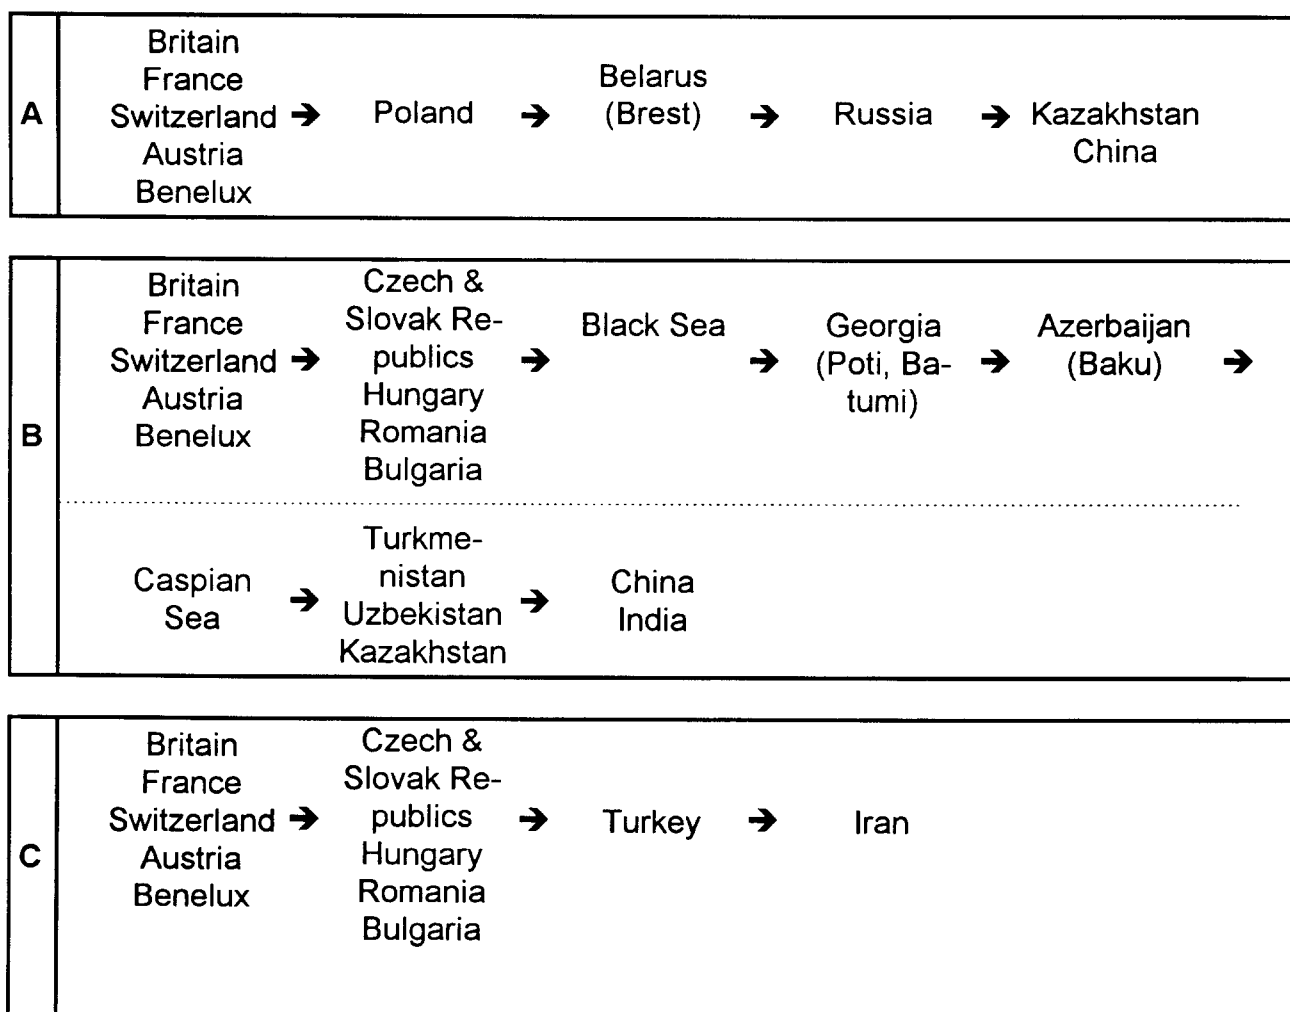 A
Britain
France
Switzerland ➔
Austria
Benelux
Poland ➔
Belarus
(Brest) ➔
Russia ➔
Kazakhstan
China
B
Britain
France
Switzerland ➔
Austria
Benelux
Czech &
Slovak Re-
publics ➔
Hungary
Romania
Bulgaria
Black Sea ➔
Georgia
(Poti, Ba- ➔
tumi)
Azerbaijan
(Baku) ➔
Caspian
Sea ➔
Turkme-
nistan
Uzbekistan ➔
Kazakhstan
China
India
C
Britain
France
Switzerland ➔
Austria
Benelux
Czech &
Slovak Re-
publics ➔
Hungary
Romania
Bulgaria
Turkey ➔
Iran